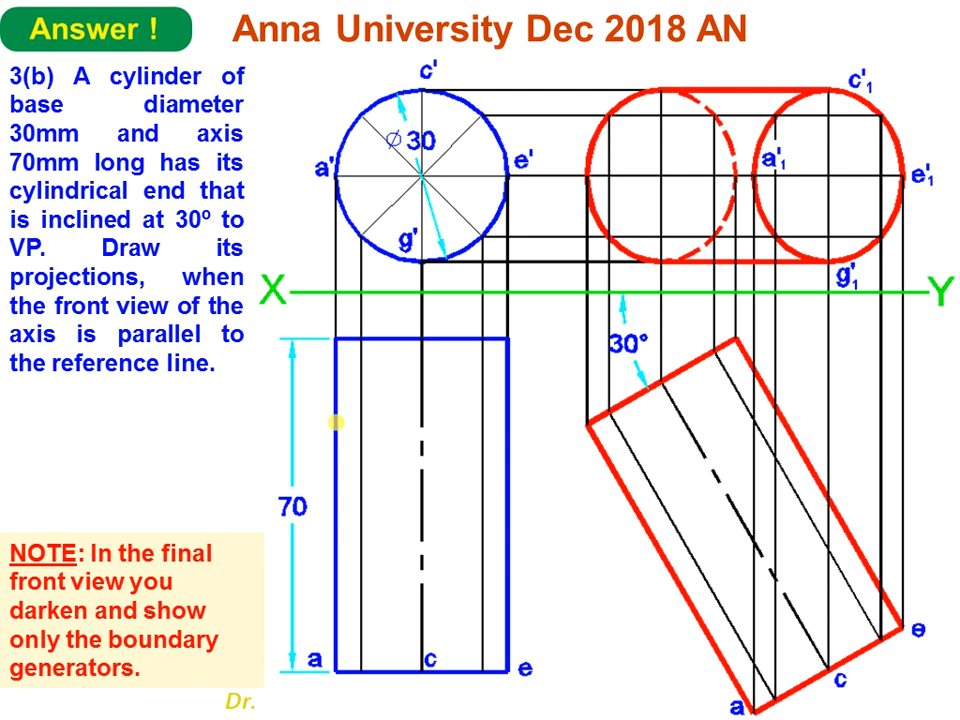 Answer !
Anna University Dec 2018 AN
3(b) A cylinder of
base diameter
30mm and axis
70mm long has its
cylindrical end that
is inclined at 30º to
VP. Draw its
projections, when
the front view of the
axis is parallel to
the reference line.
c'
c'1
∅ 30
a'
e'
a'1
e'1
g'
g'1
X
Y
30°
70
NOTE: In the final
front view you
darken and show
only the boundary
generators.
a
c
e
e
c
a
Dr.